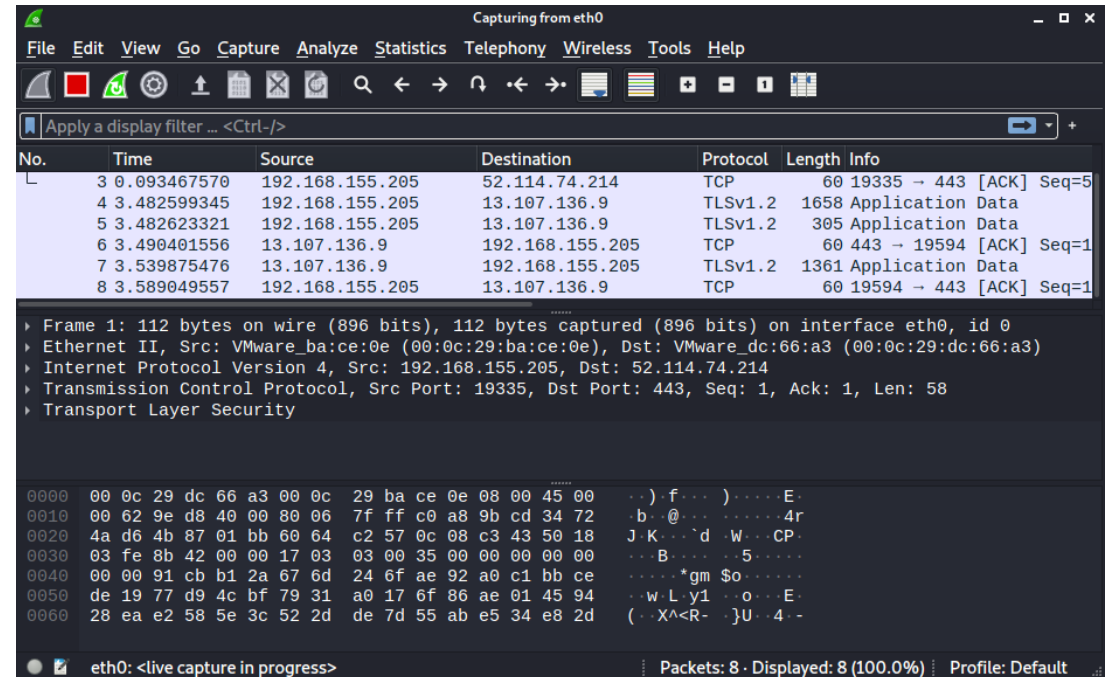 Capturing from eth0
File Edit View Go Capture Analyze Statistics Telephony Wireless Tools Help
Apply a display filter ... <Ctrl-/>
No. Time Source Destination Protocol Length Info
3 0.093467570 192.168.155.205 52.114.74.214 TCP 60 19335 → 443 [ACK] Seq=5
4 3.482599345 192.168.155.205 13.107.136.9 TLSv1.2 1658 Application Data
5 3.482623321 192.168.155.205 13.107.136.9 TLSv1.2 305 Application Data
6 3.490401556 13.107.136.9 192.168.155.205 TCP 60 443 → 19594 [ACK] Seq=1
7 3.539875476 13.107.136.9 192.168.155.205 TLSv1.2 1361 Application Data
8 3.589049557 192.168.155.205 13.107.136.9 TCP 60 19594 → 443 [ACK] Seq=1
Frame 1: 112 bytes on wire (896 bits), 112 bytes captured (896 bits) on interface eth0, id 0
Ethernet II, Src: VMware_ba:ce:0e (00:0c:29:ba:ce:0e), Dst: VMware_dc:66:a3 (00:0c:29:dc:66:a3)
Internet Protocol Version 4, Src: 192.168.155.205, Dst: 52.114.74.214
Transmission Control Protocol, Src Port: 19335, Dst Port: 443, Seq: 1, Ack: 1, Len: 58
Transport Layer Security
0000 00 0c 29 dc 66 a3 00 0c 29 ba ce 0e 08 00 45 00 ··)·f··· )·····E·
0010 00 62 9e d8 40 00 80 06 7f ff c0 a8 9b cd 34 72 ·b··@··· ······4r
0020 4a d6 4b 87 01 bb 60 64 c2 57 0c 08 c3 43 50 18 J·K···`d ·W···CP·
0030 03 fe 8b 42 00 00 17 03 03 00 35 00 00 00 00 00 ···B···· ··5·····
0040 00 00 91 cb b1 2a 67 6d 24 6f ae 92 a0 c1 bb ce ·····*gm $o······
0050 de 19 77 d9 4c bf 79 31 a0 17 6f 86 ae 01 45 94 ··w·L·y1 ··o···E·
0060 28 ea e2 58 5e 3c 52 2d de 7d 55 ab e5 34 e8 2d (··X^<R- ·}U··4·-
eth0: <live capture in progress> Packets: 8 · Displayed: 8 (100.0%) Profile: Default